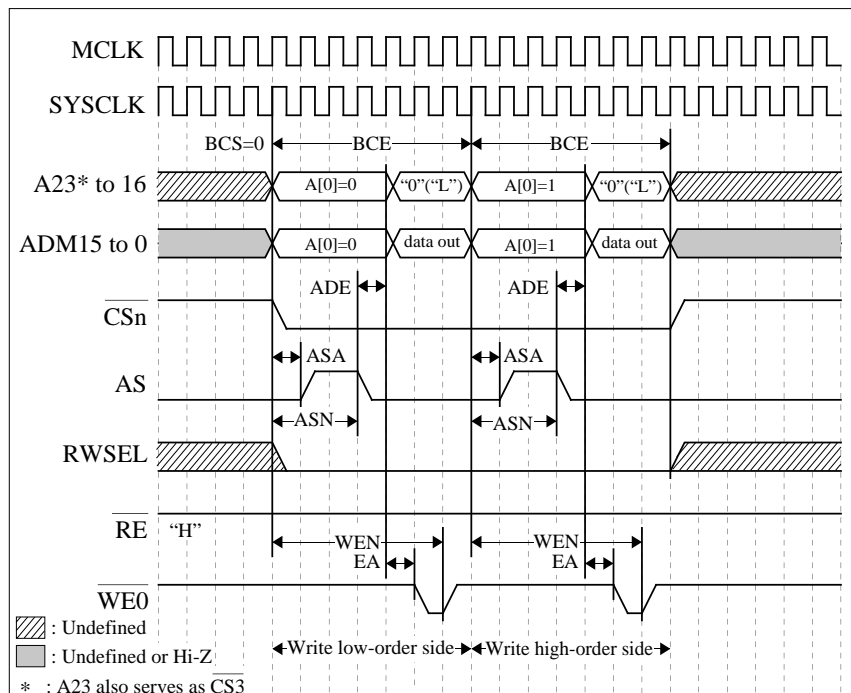 MCLK
SYSCLK
BCS=0 BCE BCE
A23* to 16 A[0]=0 “0”(“L”) A[0]=1 “0”(“L”)
ADM15 to 0 A[0]=0 data out A[0]=1 data out
ADE ADE
CSn
ASA ASA
AS
ASN ASN
RWSEL
RE “H”
WEN WEN
EA EA
WE0
: Undefined
Write low-order side Write high-order side
: Undefined or Hi-Z
* : A23 also serves as CS3